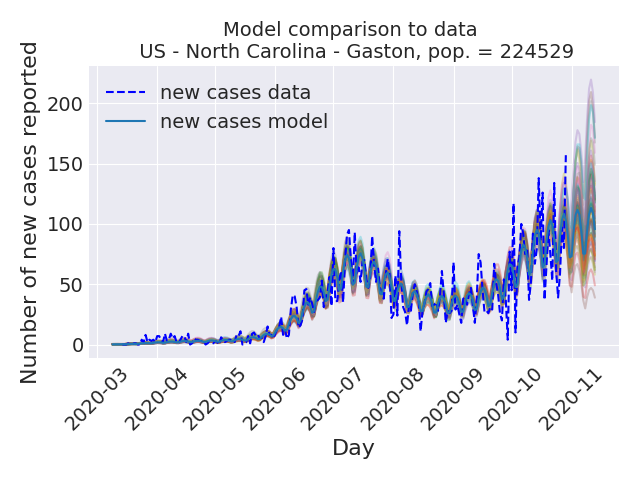 Model comparison to data
US - North Carolina - Gaston, pop. = 224529
Number of new cases reported
200
150
100
50
0
new cases data
new cases model
2020-03
2020-04
2020-05
2020-06
2020-07
2020-08
2020-09
2020-10
2020-11
Day